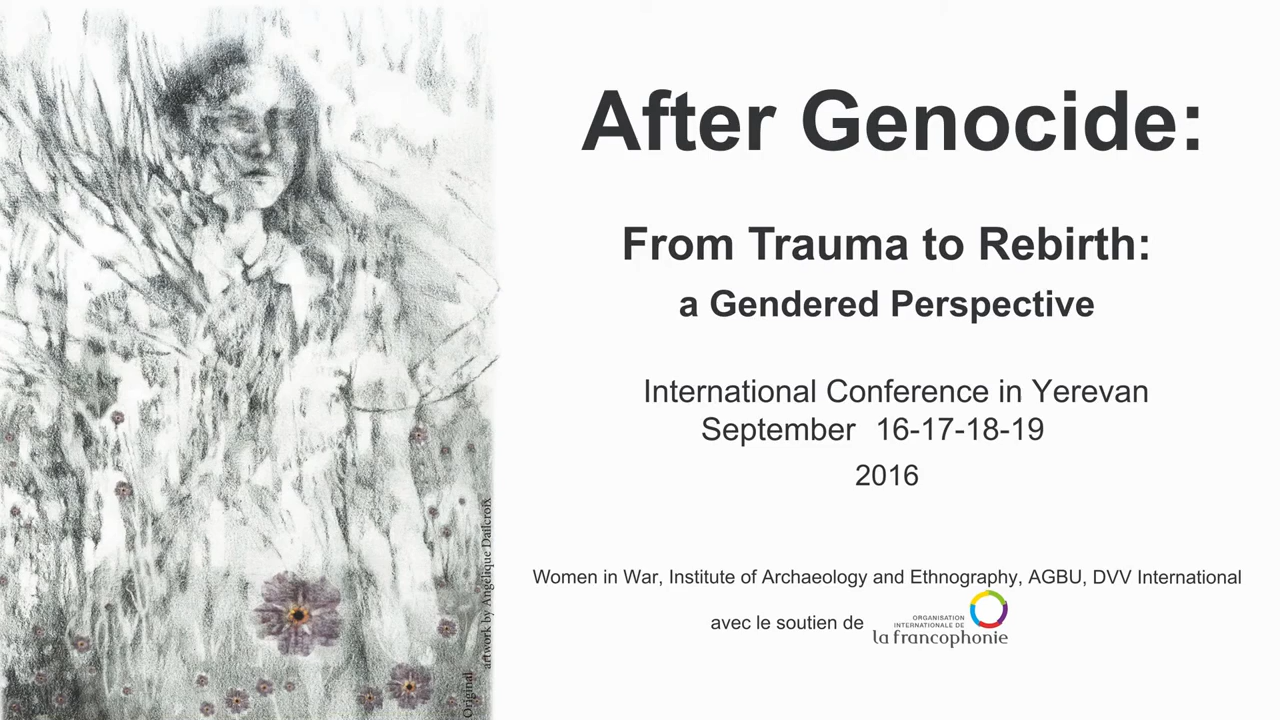 After Genocide:
From Trauma to Rebirth:
a Gendered Perspective
International Conference in Yerevan
September 16-17-18-19
2016
Women in War, Institute of Archaeology and Ethnography, AGBU, DVV International
avec le soutien de
ORGANISATION
INTERNATIONALE DE
la francophonie
Original
artwork by Angelique Dalcroix